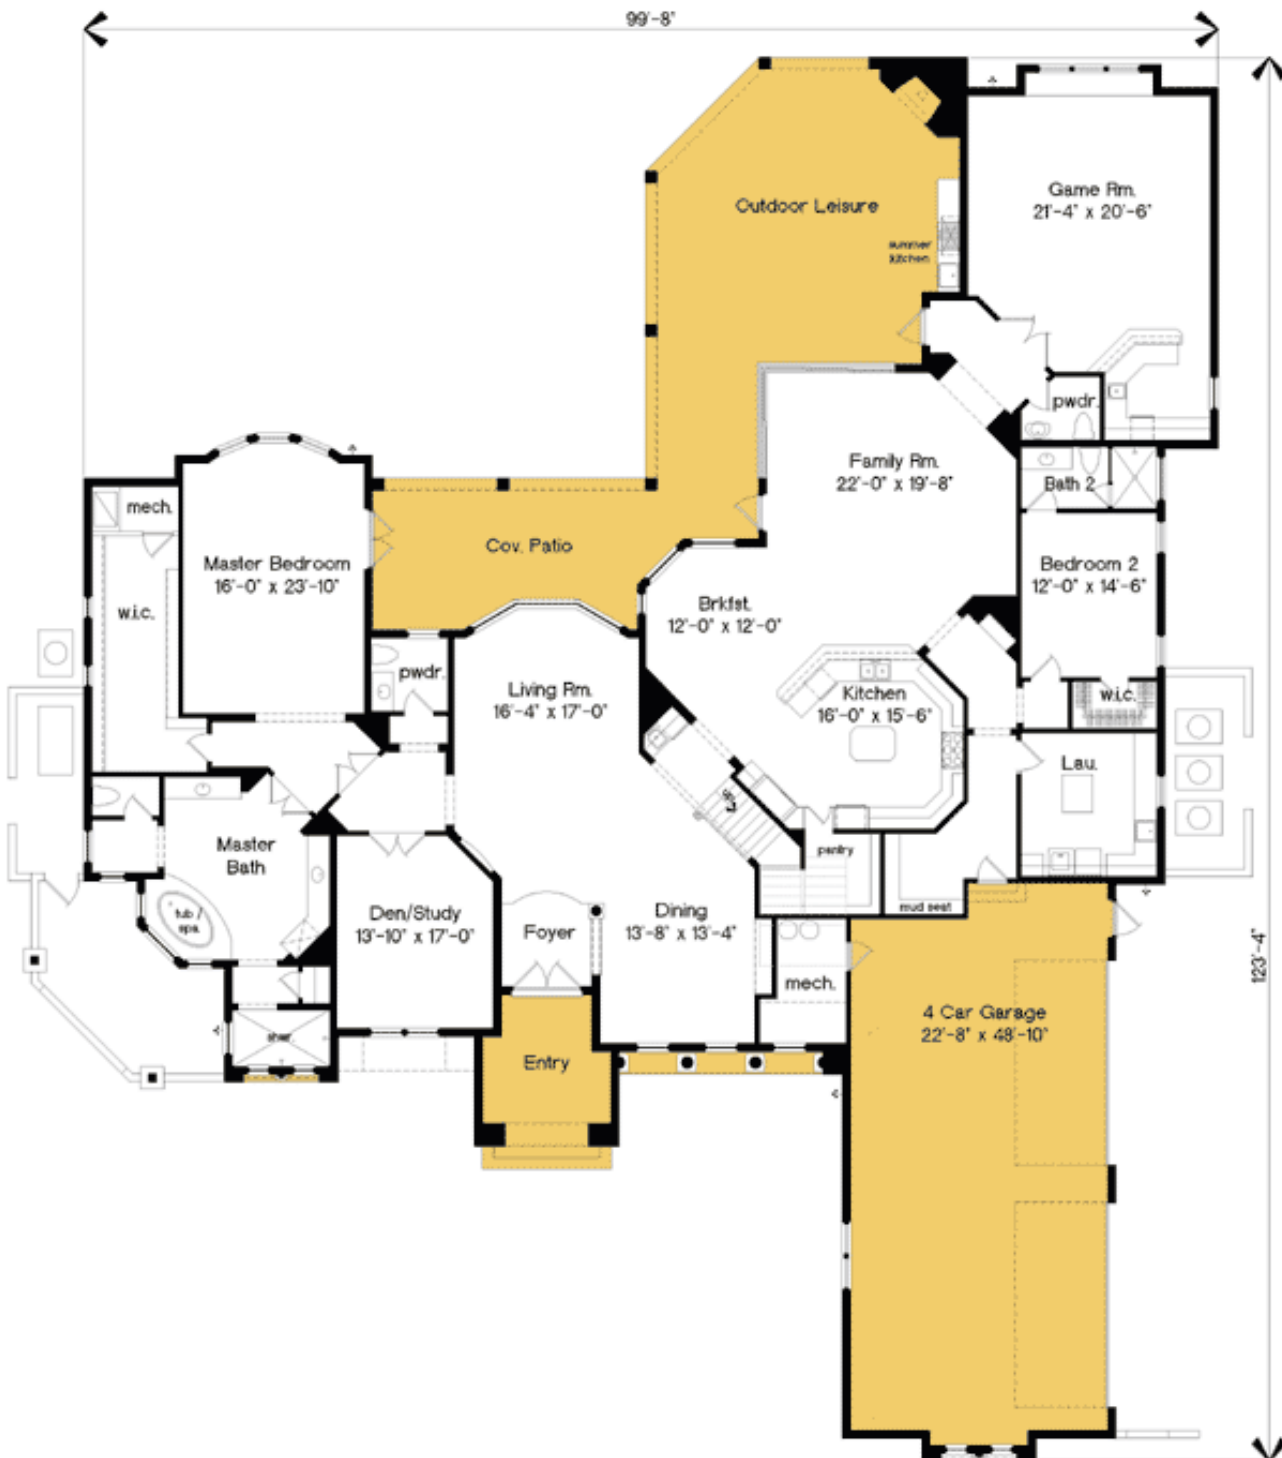 99'-8"
Game Rm.
21'-4" x 20'-6"
Outdoor Leisure
summer
kitchen
pwdr.
Family Rm.
22'-0" x 19'-8"
Bath 2
mech.
Cov. Patio
Master Bedroom
16'-0" x 23'-10"
Bedroom 2
12'-0" x 14'-6"
w.i.c.
Brkfst.
12'-0" x 12'-0"
pwdr.
Living Rm.
16'-4" x 17'-0"
Kitchen
16'-0" x 15'-6"
w.i.c.
Lau.
up
Master
Bath
pantry
tub /
spa
Den/Study
13'-10" x 17'-0"
Foyer
Dining
13'-8" x 13'-4"
mud seat
123'-4"
mech.
4 Car Garage
22'-8" x 48'-10"
shwr.
Entry